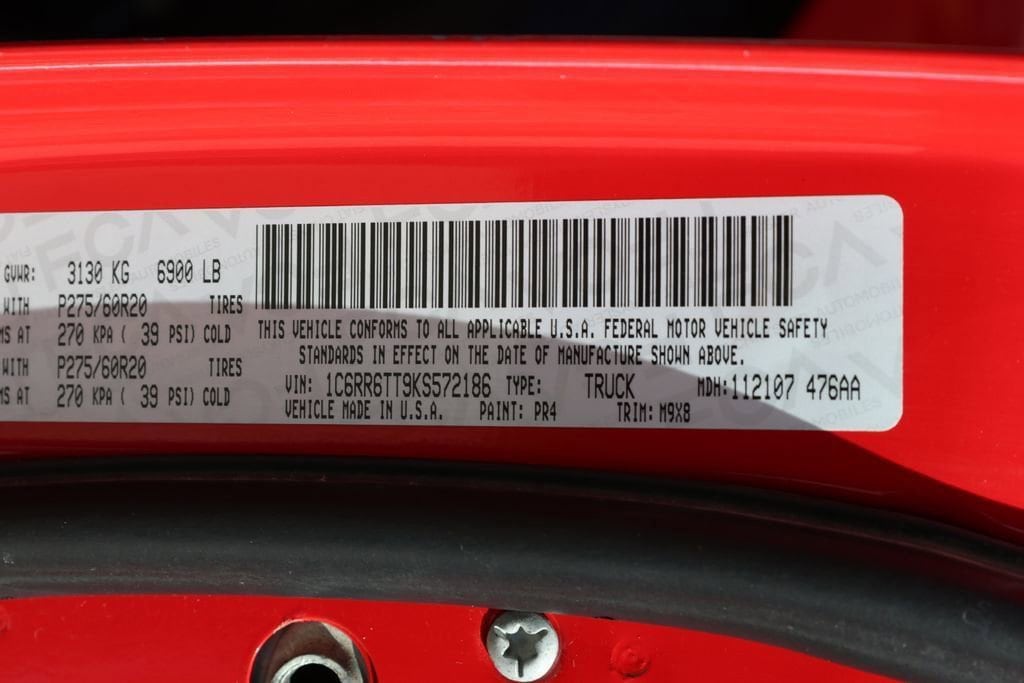 GVWR: 3130 KG 6900 LB
WITH P275/60R20 TIRES
MS AT 270 KPA ( 39 PSI) COLD
WITH P275/60R20 TIRES
MS AT 270 KPA ( 39 PSI) COLD
THIS VEHICLE CONFORMS TO ALL APPLICABLE U.S.A. FEDERAL MOTOR VEHICLE SAFETY
STANDARDS IN EFFECT ON THE DATE OF MANUFACTURE SHOWN ABOVE.
VIN: 1C6RR6TT9KS572186 TYPE: TRUCK MDH: 112107 476AA
VEHICLE MADE IN U.S.A. PAINT: PR4 TRIM: M9X8